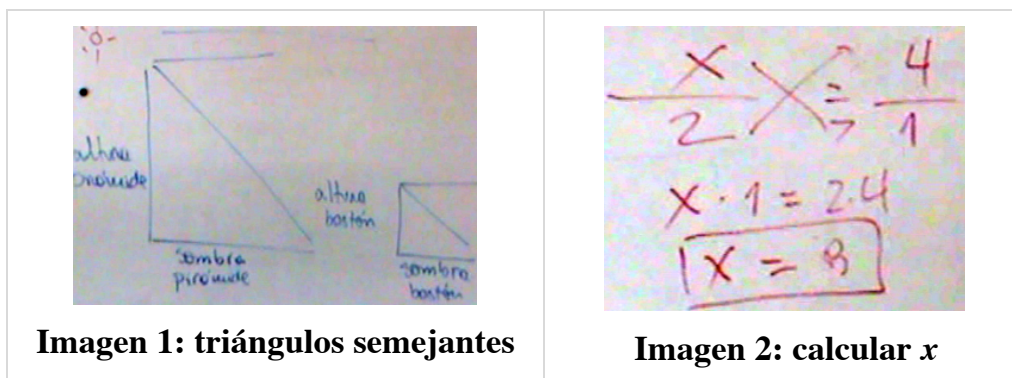 altura
pirámide
sombra
pirámide
altura
bastón
sombra
bastón
Imagen 1: triángulos semejantes
x 4
— = —
2 1
x · 1 = 2.4
x = 8
Imagen 2: calcular x